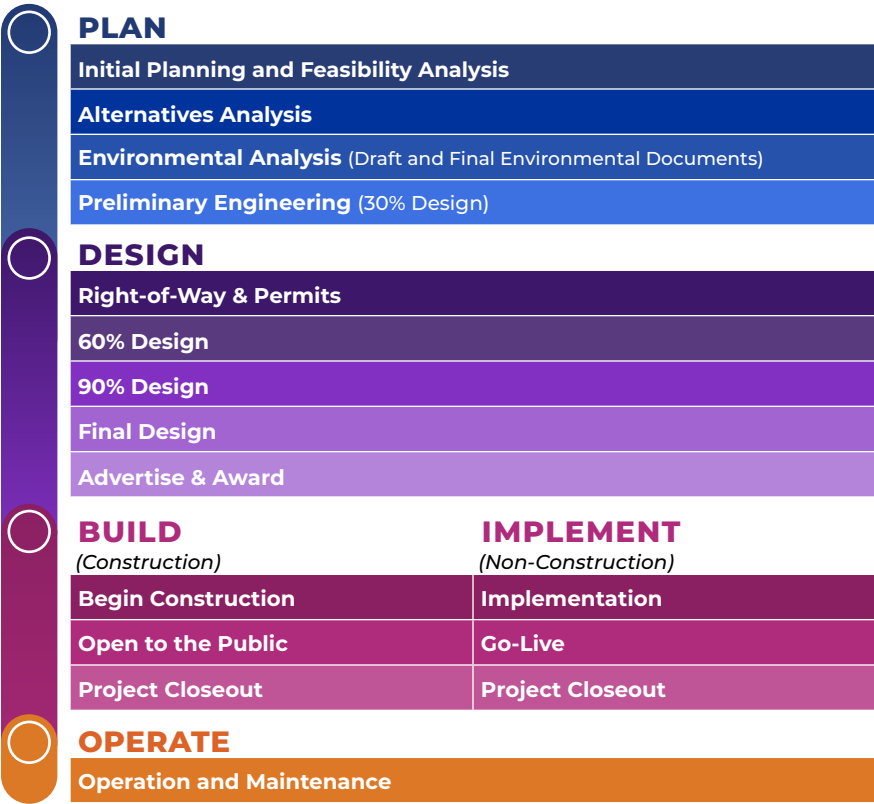 PLAN
Initial Planning and Feasibility Analysis
Alternatives Analysis
Environmental Analysis (Draft and Final Environmental Documents)
Preliminary Engineering (30% Design)
DESIGN
Right-of-Way & Permits
60% Design
90% Design
Final Design
Advertise & Award
BUILD
(Construction)
Begin Construction
Open to the Public
Project Closeout
IMPLEMENT
(Non-Construction)
Implementation
Go-Live
Project Closeout
OPERATE
Operation and Maintenance